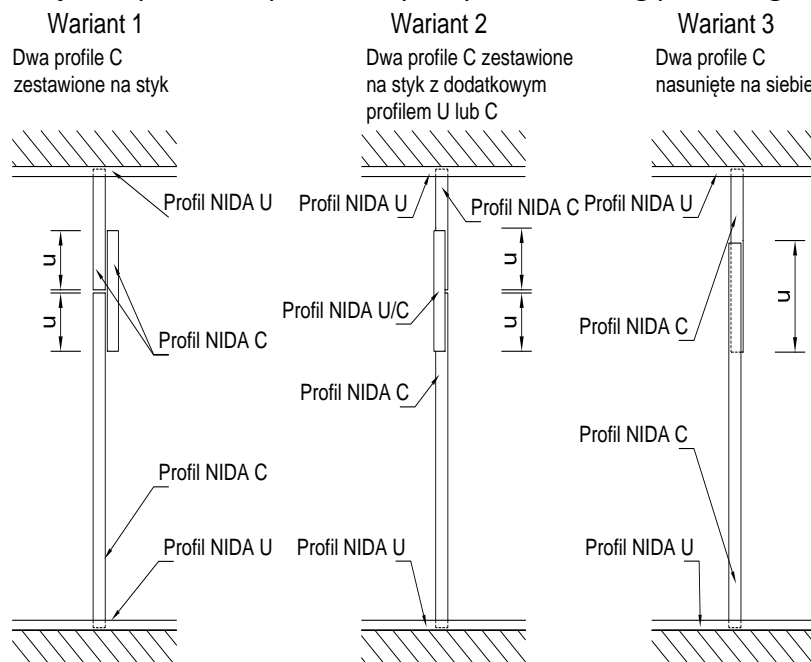 Wariant 1
Dwa profile C
zestawione na styk
Profil NIDA U
u
u
Profil NIDA C
Profil NIDA C
Profil NIDA U
Wariant 2
Dwa profile C zestawione
na styk z dodatkowym
profilem U lub C
Profil NIDA U
Profil NIDA C
u
u
Profil NIDA U/C
Profil NIDA C
Profil NIDA U
Wariant 3
Dwa profile C
nasunięte na siebie
Profil NIDA U
u
Profil NIDA C
Profil NIDA C
Profil NIDA U